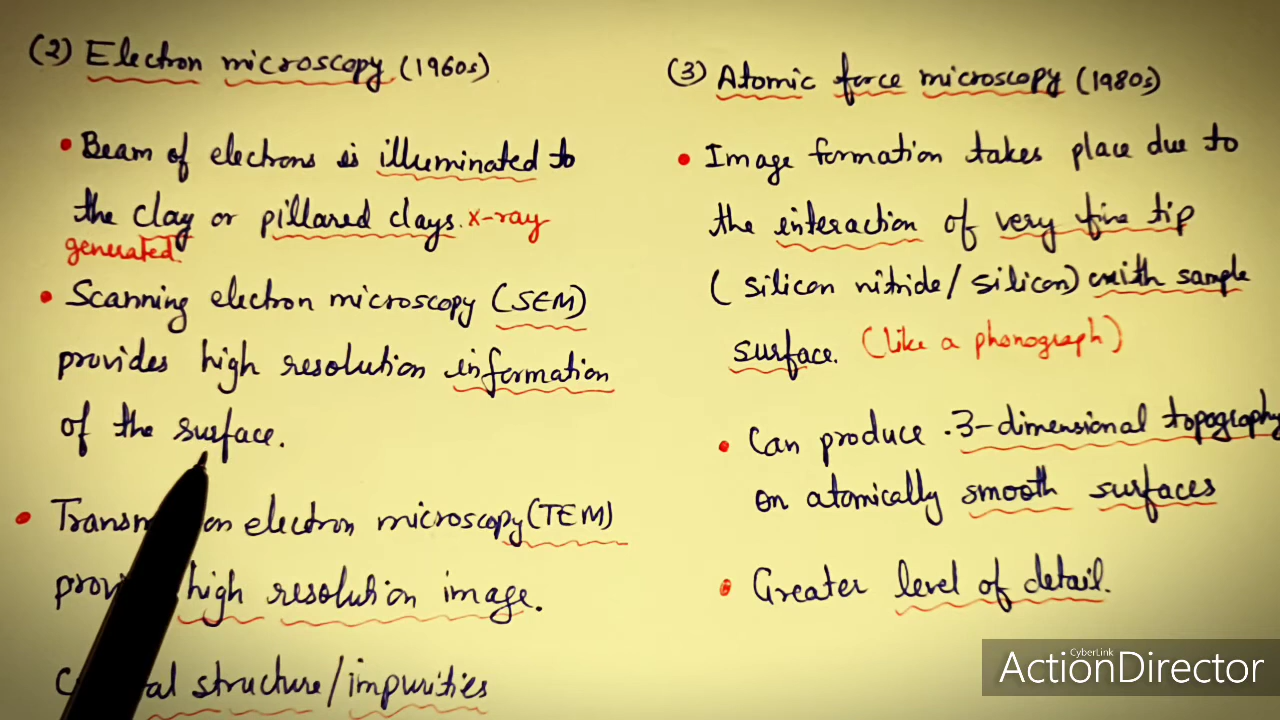 (2) Electron microscopy (1960s)
• Beam of electrons is illuminated to
the clay or pillared clays. x-ray
generated.
• Scanning electron microscopy (SEM)
provides high resolution information
of the surface.
• electron microscopy (TEM)
high resolution image.
structure/impurities
(3) Atomic force microscopy (1980s)
• Image formation takes place due to
the interaction of very fine tip
(silicon nitride/silicon) with sample
surface. (like a phonograph)
• Can produce 3-dimensional topography
on atomically smooth surfaces
• Greater level of detail.
CyberLink
ActionDirector